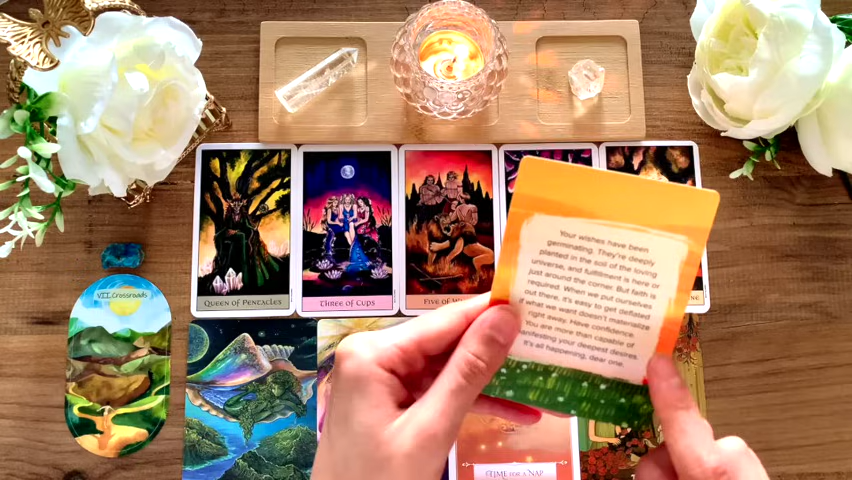 VII. Crossroads
QUEEN OF PENTACLES
THREE OF CUPS
FIVE OF
Your wishes have been
germinating. They're deeply
planted in the soil of the loving
universe, and fulfillment is here or
just around the corner. But faith is
required. When we put ourselves
out there, it's easy to get deflated
if what we want doesn't materialize
right away. Have confidence.
You are more than capable of
manifesting your deepest desires.
It's all happening, dear one.
TIME FOR A NAP